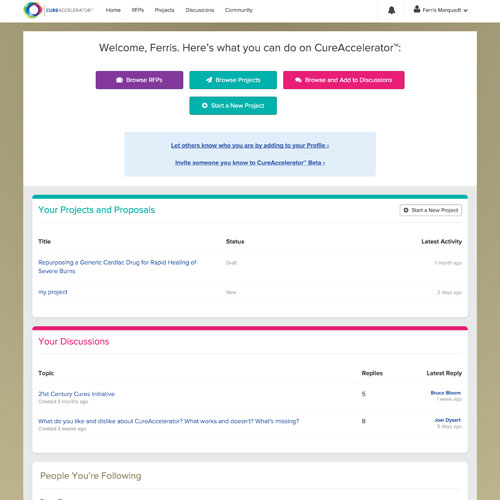 CUREACCELERATOR™ Home RFPs Projects Discussions Community Ferris Marquadt
Welcome, Ferris. Here's what you can do on CureAccelerator™:
Browse RFPs Browse Projects Browse and Add to Discussions
Start a New Project
Let others know who you are by adding to your Profile ›
Invite someone you know to CureAccelerator™ Beta ›
Your Projects and Proposals Start a New Project
Title Status Latest Activity
Repurposing a Generic Cardiac Drug for Rapid Healing of Draft 1 month ago
Severe Burns
my project New 2 days ago
Your Discussions
Topic Replies Latest Reply
21st Century Cures Initiative 5 Bruce Bloom
Created 3 months ago 1 week ago
What do you like and dislike about CureAccelerator? What works and doesn't? What's missing? 8 Joei Dysart
Created 3 weeks ago 6 days ago
People You're Following